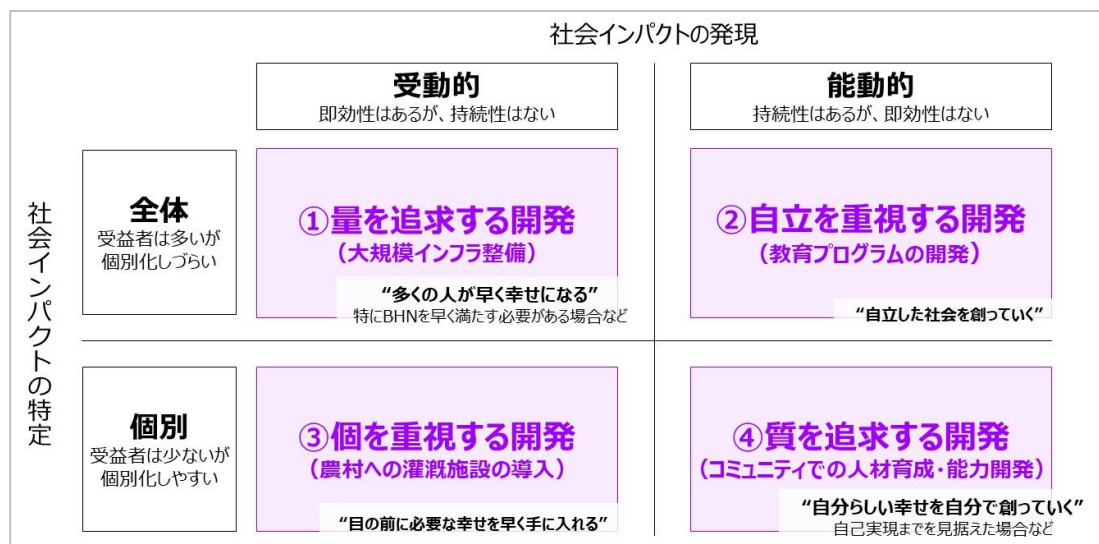 社会インパクトの発現
受動的
即効性はあるが、持続性はない
能動的
持続性はあるが、即効性はない
社会インパクトの特定
全体
受益者は多いが
個別化しづらい
①量を追求する開発
（大規模インフラ整備）
“多くの人が早く幸せになる”
特にBHNを早く満たす必要がある場合など
②自立を重視する開発
（教育プログラムの開発）
“自立した社会を創っていく”
個別
受益者は少ないが
個別化しやすい
③個を重視する開発
（農村への灌漑施設の導入）
“目の前に必要な幸せを早く手に入れる”
④質を追求する開発
（コミュニティでの人材育成・能力開発）
“自分らしい幸せを自分で創っていく”
自己実現までを見据えた場合など